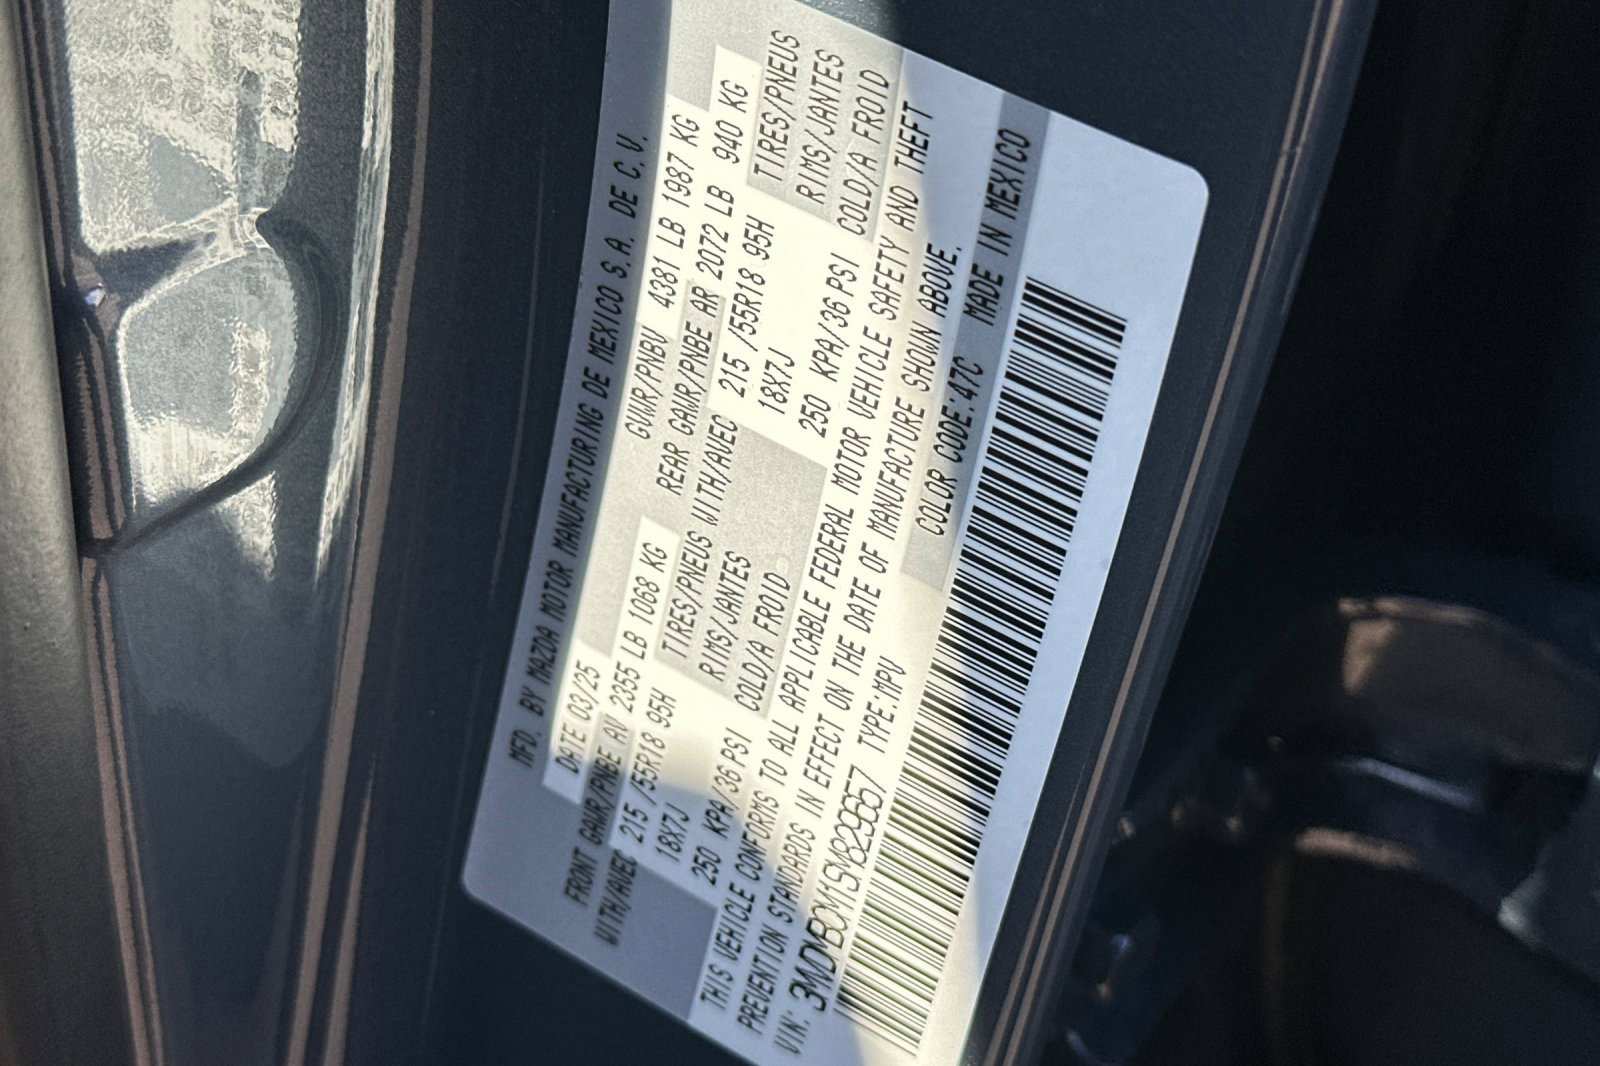 MFD. BY MAZDA MOTOR MANUFACTURING DE MEXICO S.A. DE C.V.
DATE 03/25 GVWR/PNBV 4381 LB 1987 KG
FRONT GAWR/PNBE AV 2355 LB 1068 KG REAR GAWR/PNBE AR 2072 LB 940 KG
WITH/AVEC 215 /55R18 95H TIRES/PNEUS WITH/AVEC 215 /55R18 95H TIRES/PNEUS
18X7J RIMS/JANTES 18X7J RIMS/JANTES
250 KPA/36 PSI COLD/A FROID 250 KPA/36 PSI COLD/A FROID
THIS VEHICLE CONFORMS TO ALL APPLICABLE FEDERAL MOTOR VEHICLE SAFETY AND THEFT
PREVENTION STANDARDS IN EFFECT ON THE DATE OF MANUFACTURE SHOWN ABOVE.
VIN: TYPE:MPV COLOR CODE:47C MADE IN MEXICO